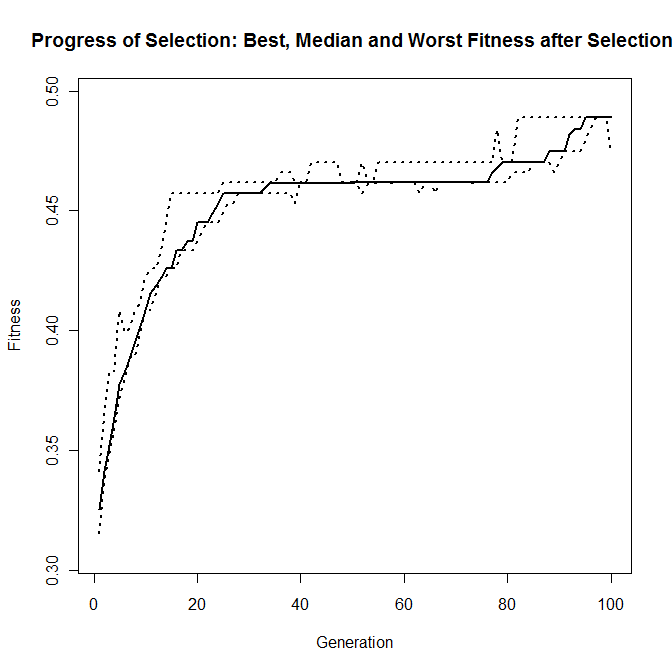 Progress of Selection: Best, Median and Worst Fitness after Selection
Fitness
0.50
0.45
0.40
0.35
0.30
0 20 40 60 80 100
Generation